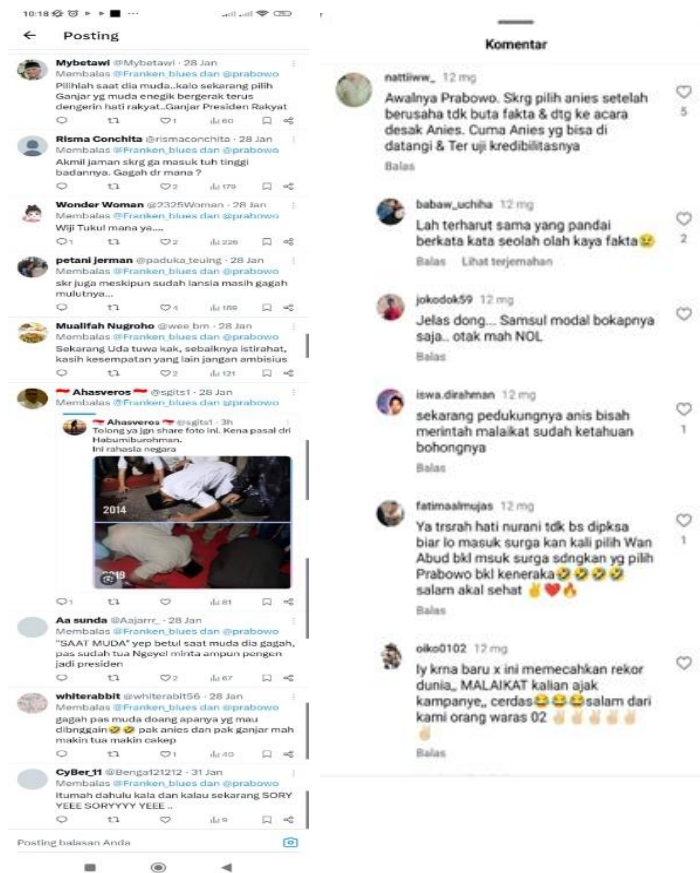 10:18
Posting
Mybetawi @Mybetawi · 28 Jan
Membalas @Franken_blues dan @prabowo
Pilihlah saat dia muda..kalo sekarang pilih
Ganjar yg muda enegik bergerak terus
dengerin hati rakyat..Ganjar Presiden Rakyat
1 60
Risma Conchita @rismaconchita · 28 Jan
Membalas @Franken_blues dan @prabowo
Akmil jaman skrg ga masuk tuh tinggi
badannya. Gagah dr mana ?
2 179
Wonder Woman @2325Woman · 28 Jan
Membalas @Franken_blues dan @prabowo
Wiji Tukul mana ya....
1 2 226
petani jerman @paduka_teuing · 28 Jan
Membalas @Franken_blues dan @prabowo
skr juga meskipun sudah lansia masih gagah
mulutnya...
4 189
Mualifah Nugroho @wee_bm · 28 Jan
Membalas @Franken_blues dan @prabowo
Sekarang Uda tuwa kak, sebaiknya istirahat,
kasih kesempatan yang lain jangan ambisius
2 121
Ahasveros @sgits1 · 28 Jan
Membalas @Franken_blues dan @prabowo
Ahasveros @sgits1 · 3h
Tolong ya jgn share foto ini. Kena pasal dri
Habumiburohman.
Ini rahasia negara
2014
2019
1 81
Aa sunda @Aajarrr_ · 28 Jan
Membalas @Franken_blues dan @prabowo
"SAAT MUDA" yep betul saat muda dia gagah,
pas sudah tua Ngeyel minta ampun pengen
jadi presiden
2 67
whiterabbit @whiterabit56 · 28 Jan
Membalas @Franken_blues dan @prabowo
gagah pas muda doang apanya yg mau
dibnggain🤣🤣 pak anies dan pak ganjar mah
makin tua makin cakep
1 40
CyBer_11 @Benga121212 · 31 Jan
Membalas @Franken_blues dan @prabowo
Itumah dahulu kala dan kalau sekarang SORY
YEEE SORYYYY YEEE ..
9
Posting balasan Anda
Komentar
nattiiww_ 12 mg
Awalnya Prabowo. Skrg pilih anies setelah
berusaha tdk buta fakta & dtg ke acara
desak Anies. Cuma Anies yg bisa di
datangi & Ter uji kredibilitasnya
5
Balas
babaw_uchiha 12 mg
Lah terharut sama yang pandai
berkata kata seolah olah kaya fakta😢
2
Balas Lihat terjemahan
jokodok59 12 mg
Jelas dong... Samsul modal bokapnya
saja.. otak mah NOL
Balas
iswa.dirahman 12 mg
sekarang pedukungnya anis bisah
merintah malaikat sudah ketahuan
bohongnya
1
Balas
fatimaalmujas 12 mg
Ya trsrah hati nurani tdk bs dipksa
biar lo masuk surga kan kali pilih Wan
Abud bkl msuk surga sdngkan yg pilih
Prabowo bkl keneraka🤣🤣🤣🤣
salam akal sehat ✌❤️🔥
1
Balas
oiko0102 12 mg
Iy krna baru x ini memecahkan rekor
dunia,, MALAIKAT kalian ajak
kampanye,, cerdas😂😂😂salam dari
kami orang waras 02 ✌🏻✌🏻✌🏻✌🏻✌🏻
✌🏻
Balas